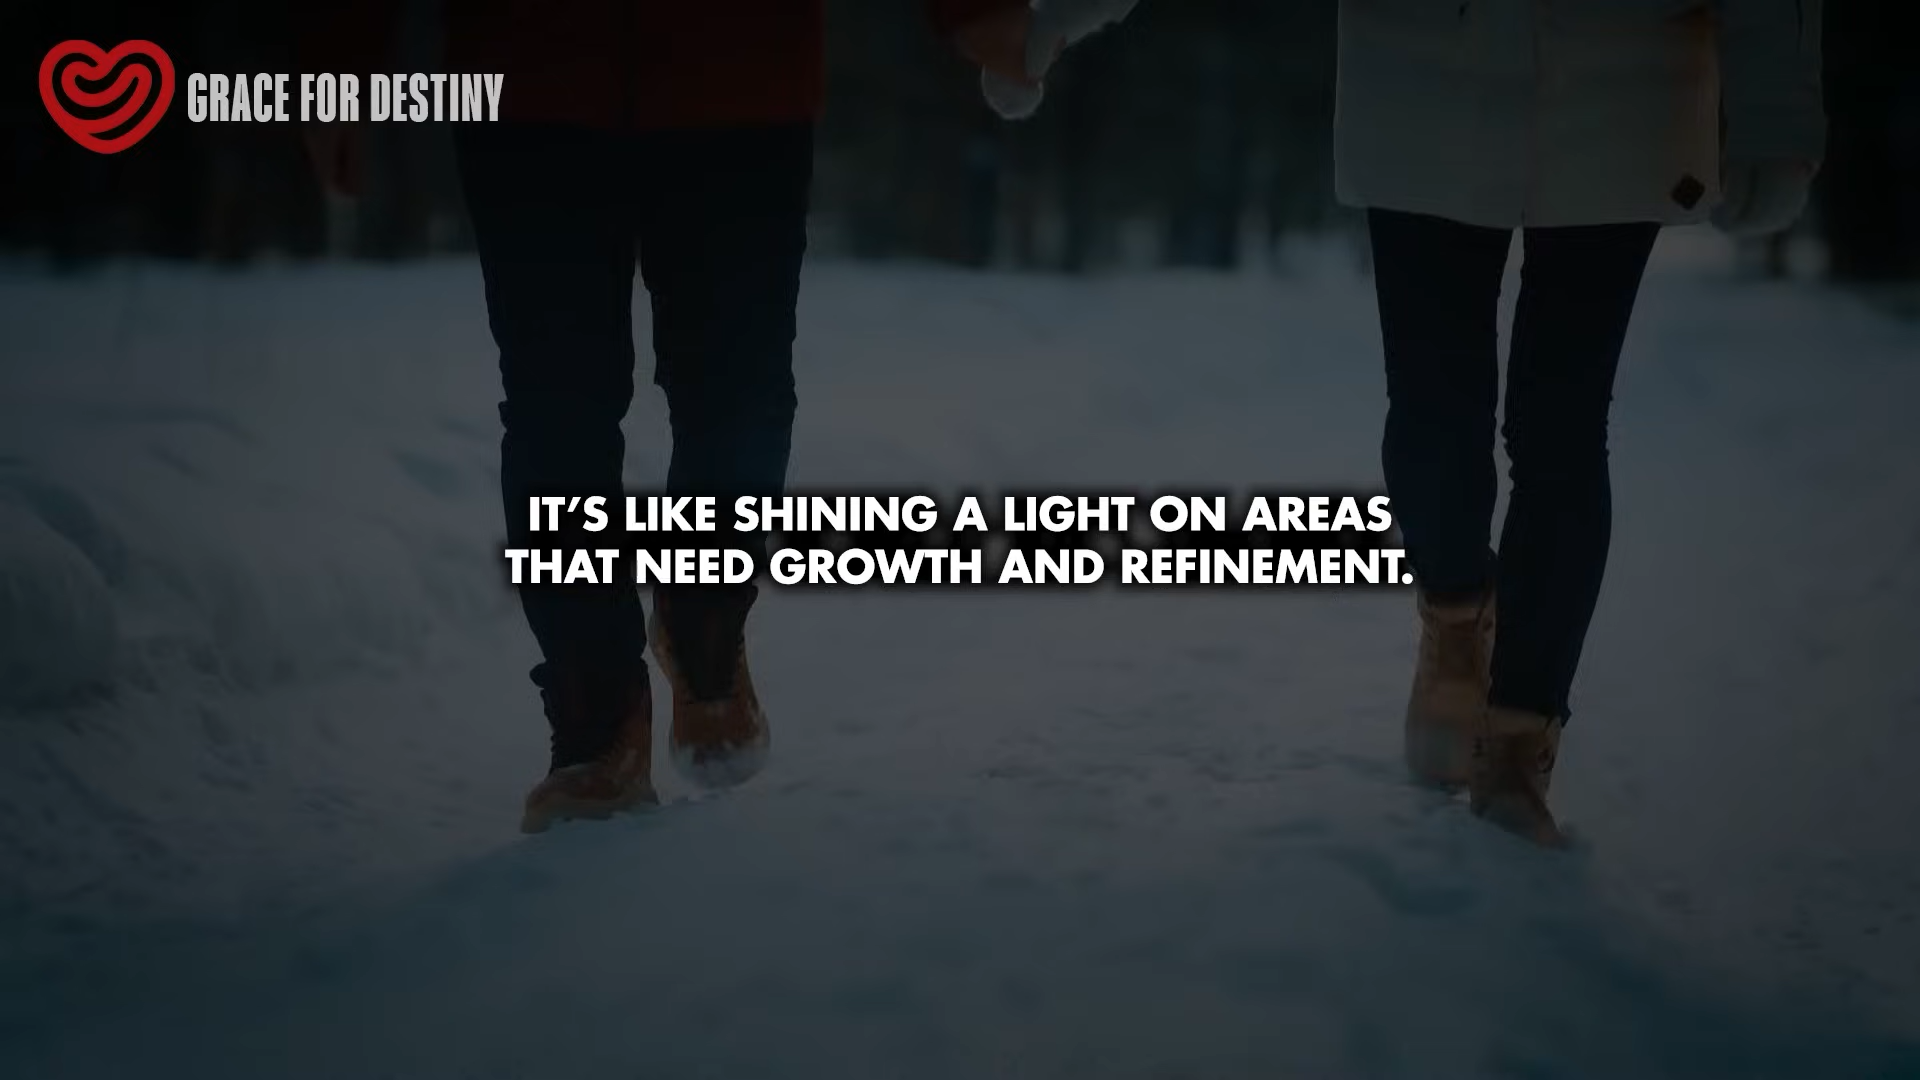 GRACE FOR DESTINY
IT’S LIKE SHINING A LIGHT ON AREAS
THAT NEED GROWTH AND REFINEMENT.